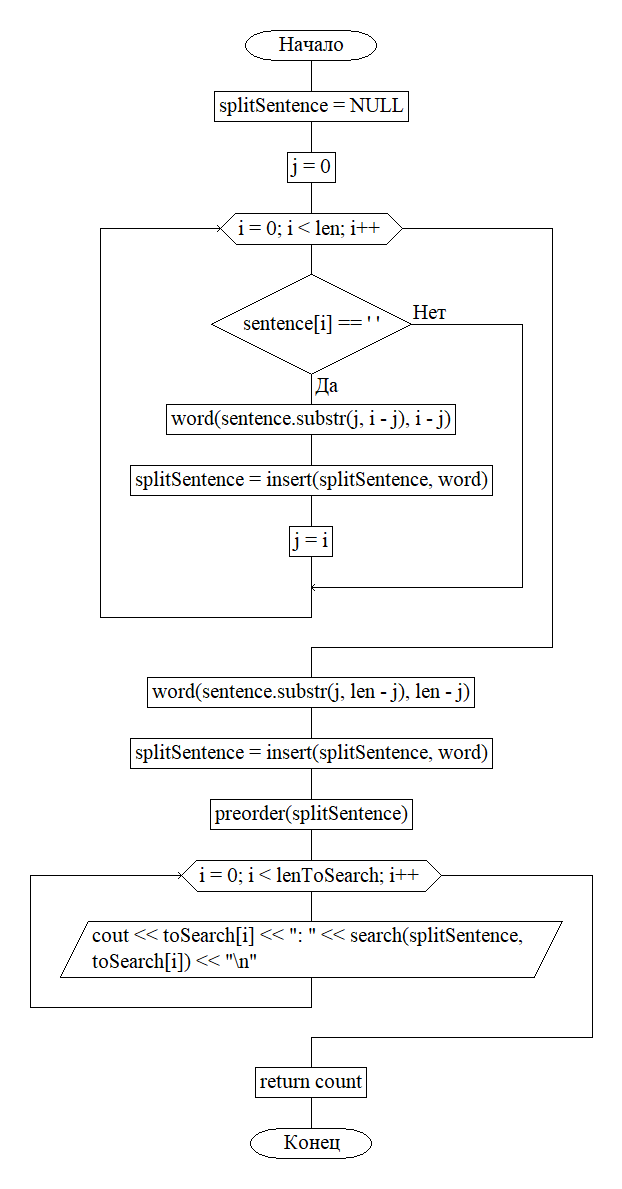 Начало
splitSentence = NULL
j = 0
i = 0; i < len; i++
sentence[i] == ' '
Нет
Да
word(sentence.substr(j, i - j), i - j)
splitSentence = insert(splitSentence, word)
j = i
word(sentence.substr(j, len - j), len - j)
splitSentence = insert(splitSentence, word)
preorder(splitSentence)
i = 0; i < lenToSearch; i++
cout << toSearch[i] << ": " << search(splitSentence,
toSearch[i]) << "\n"
return count
Конец